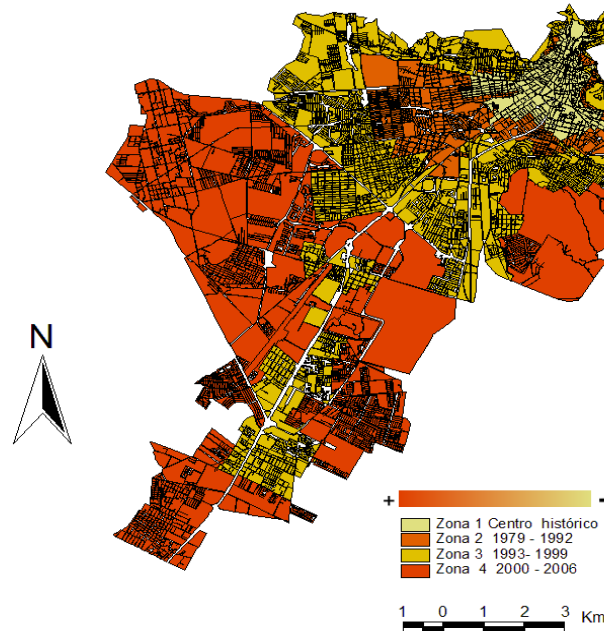 N
+ -
Zona 1 Centro histórico
Zona 2 1979 - 1992
Zona 3 1993- 1999
Zona 4 2000 - 2006
1 0 1 2 3 Km